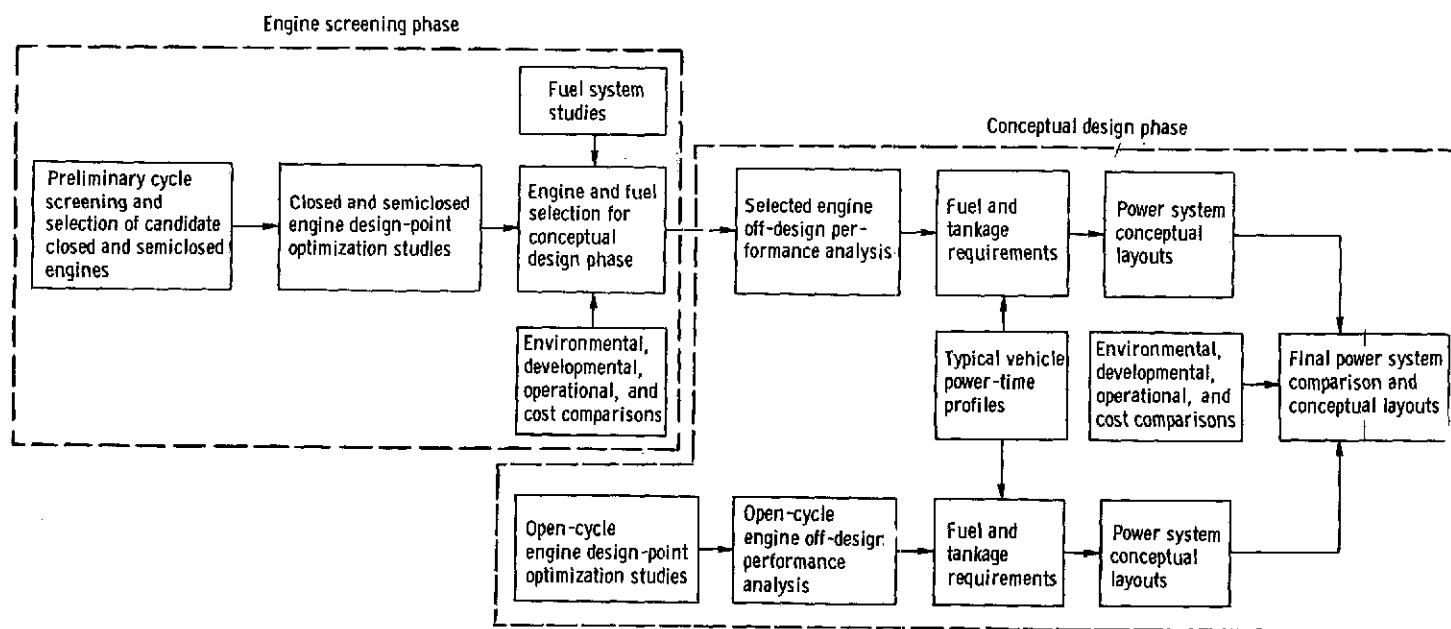 Engine screening phase
Fuel system
studies
Preliminary cycle
screening and
selection of candidate
closed and semiclosed
engines
Closed and semiclosed
engine design-point
optimization studies
Engine and fuel
selection for
conceptual
design phase
Environmental,
developmental,
operational, and
cost comparisons
Conceptual design phase
Selected engine
off-design per-
formance analysis
Fuel and
tankage
requirements
Power system
conceptual
layouts
Typical vehicle
power-time
profiles
Environmental,
developmental,
operational, and
cost comparisons
Final power system
comparison and
conceptual layouts
Open-cycle
engine design-point
optimization studies
Open-cycle
engine off-design
performance
analysis
Fuel and
tankage
requirements
Power system
conceptual
layouts